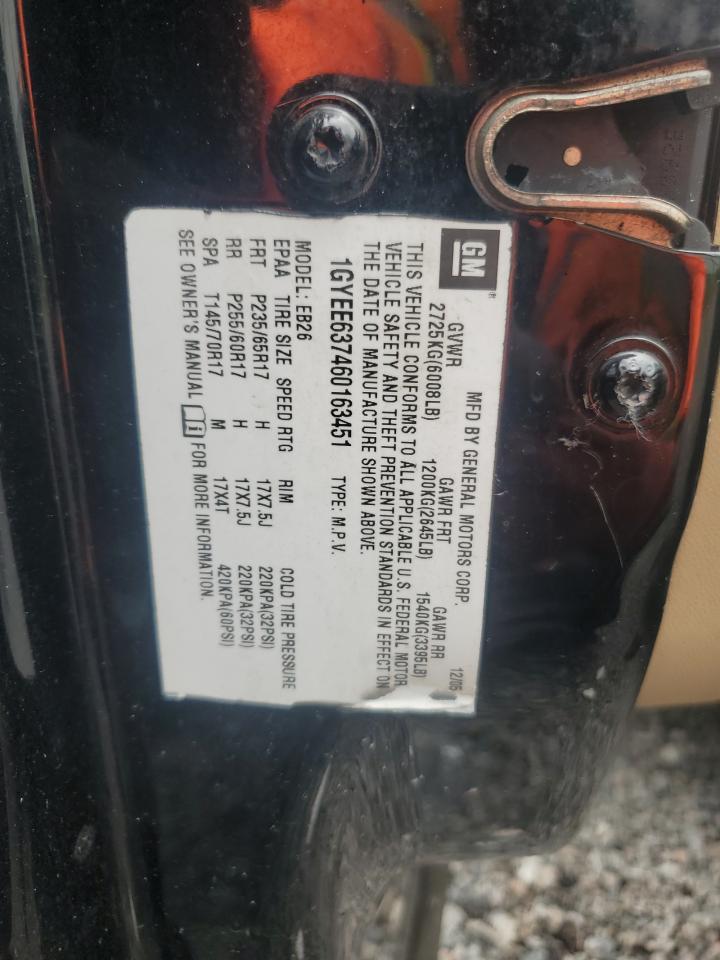 GM®
MFD BY GENERAL MOTORS CORP. 12/05
GVWR GAWR FRT GAWR RR
2725KG(6008LB) 1200KG(2645LB) 1540KG(3395LB)
THIS VEHICLE CONFORMS TO ALL APPLICABLE U.S. FEDERAL MOTOR
VEHICLE SAFETY AND THEFT PREVENTION STANDARDS IN EFFECT ON
THE DATE OF MANUFACTURE SHOWN ABOVE.
1GYEE637460163451 TYPE: M.P.V.
MODEL: EB26
EPAA TIRE SIZE SPEED RTG RIM COLD TIRE PRESSURE
FRT P235/65R17 H 17X7.5J 220KPA(32PSI)
RR P255/60R17 H 17X7.5J 220KPA(32PSI)
SPA T145/70R17 M 17X4T 420KPA(60PSI)
SEE OWNER'S MANUAL i FOR MORE INFORMATION.